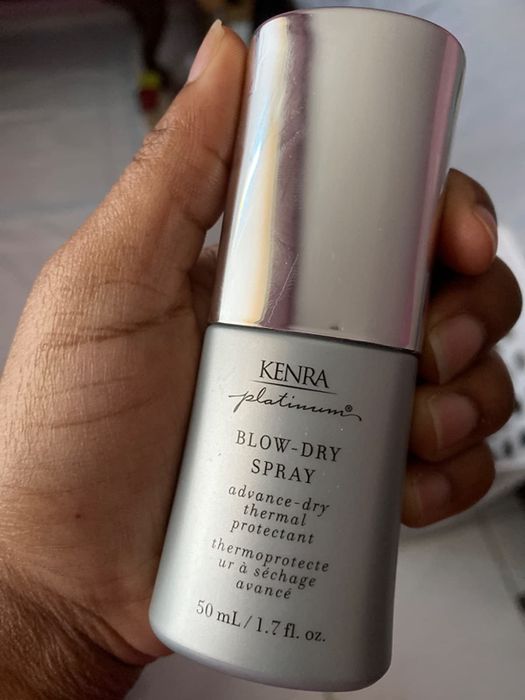 KENRA
platinum®
BLOW-DRY
SPRAY
advance-dry
thermal
protectant
thermoprotecte
ur à séchage
avancé
50 mL / 1.7 fl. oz.